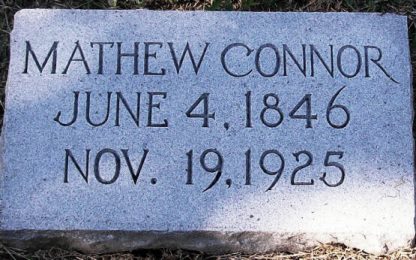 MATHEW CONNOR
JUNE 4, 1846
NOV. 19, 1925